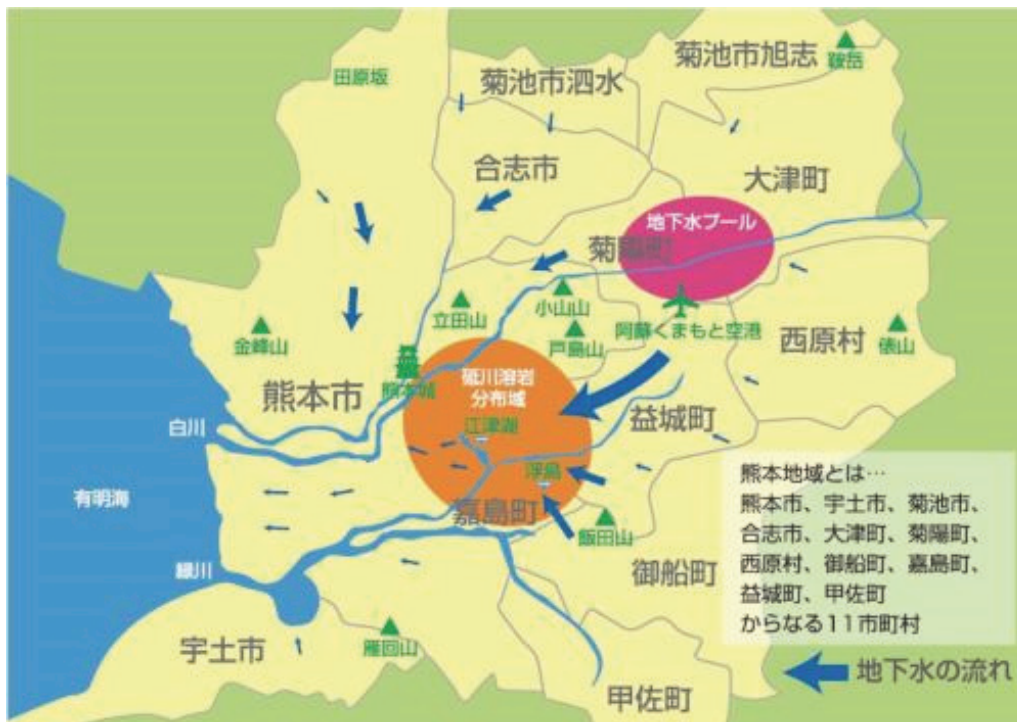 菊池市旭志
鞍岳
田原坂
菊池市泗水
合志市
大津町
地下水プール
菊陽町
立田山
小山山
戸島山
阿蘇くまもと空港
西原村
俵山
金峰山
熊本市
熊本城
砥川溶岩
分布域
江津湖
益城町
白川
有明海
浮島
嘉島町
飯田山
緑川
御船町
宇土市
雁回山
甲佐町
熊本地域とは…
熊本市、宇土市、菊池市、
合志市、大津町、菊陽町、
西原村、御船町、嘉島町、
益城町、甲佐町
からなる11市町村
地下水の流れ